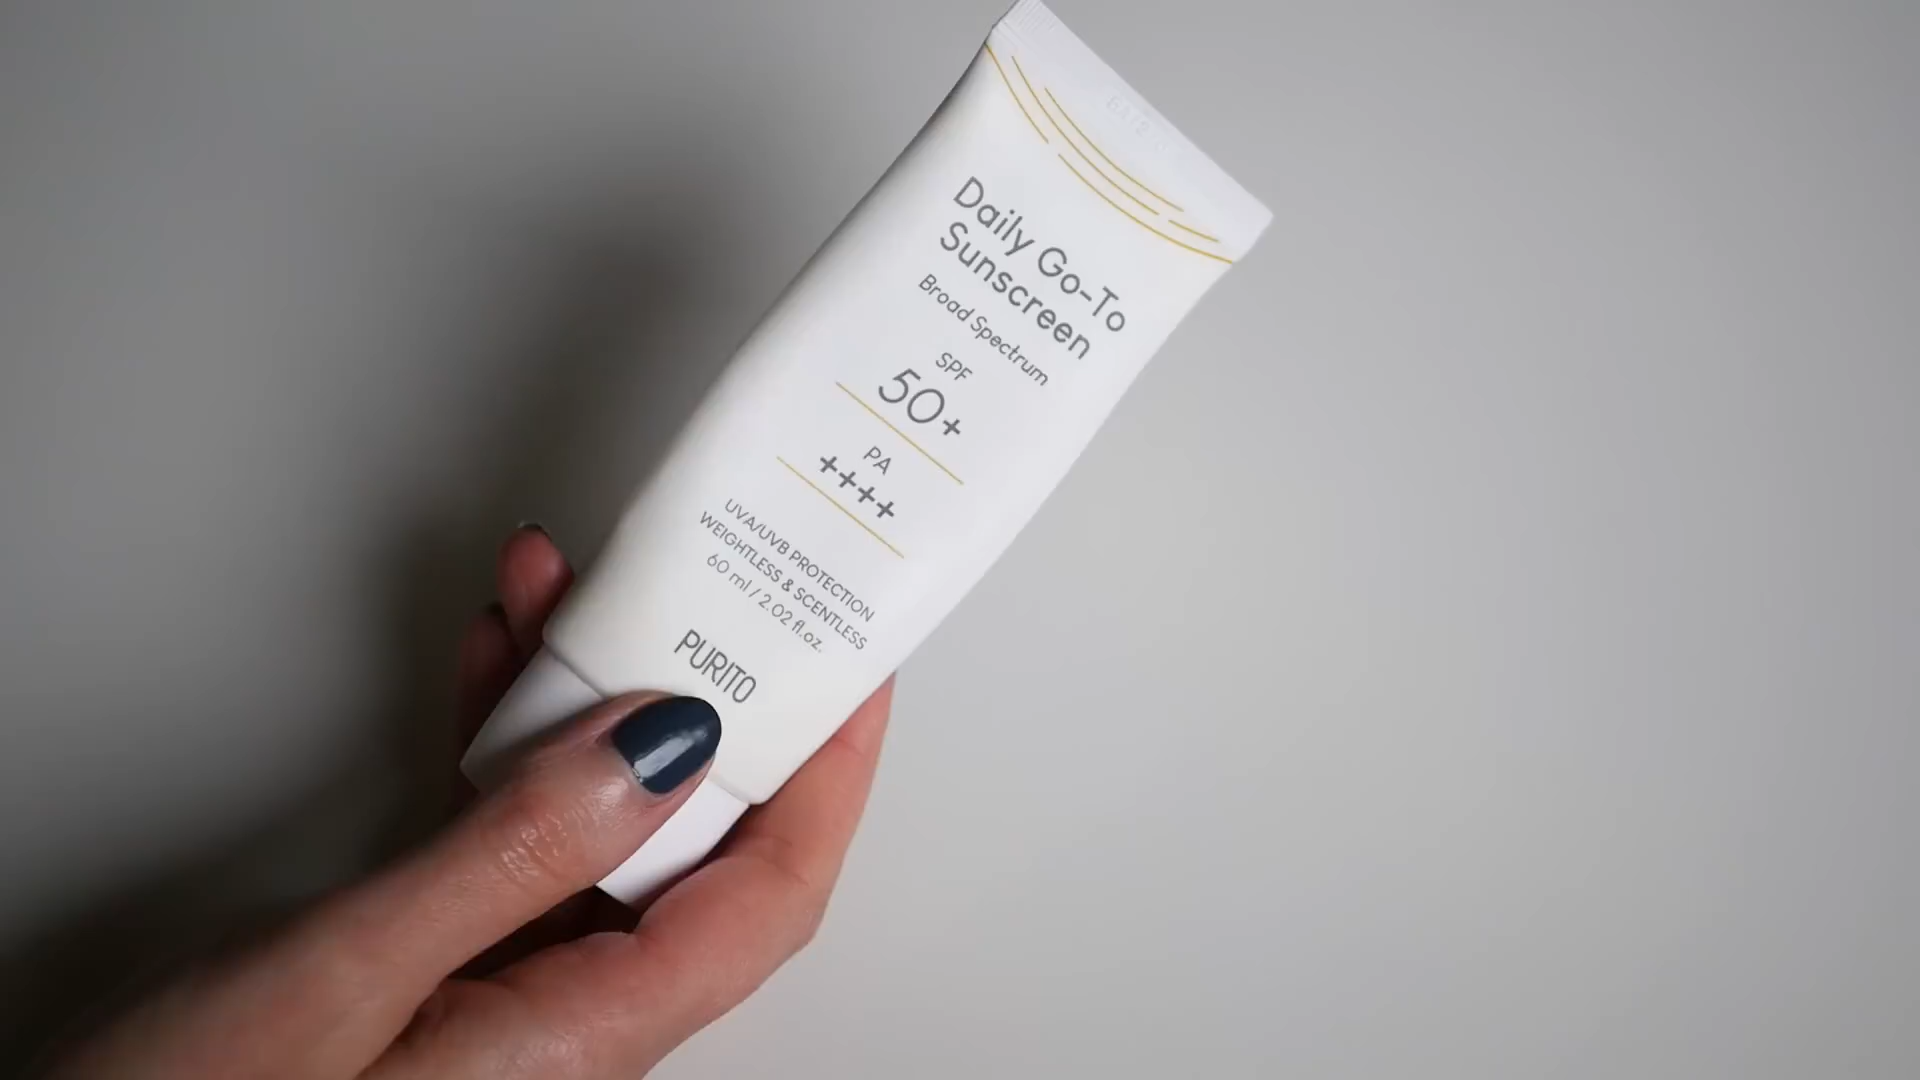 Daily Go-To
Sunscreen
Broad Spectrum
SPF
50+
PA
++++
UVA/UVB PROTECTION
WEIGHTLESS & SCENTLESS
60 ml / 2.02 fl.oz.
PURITO